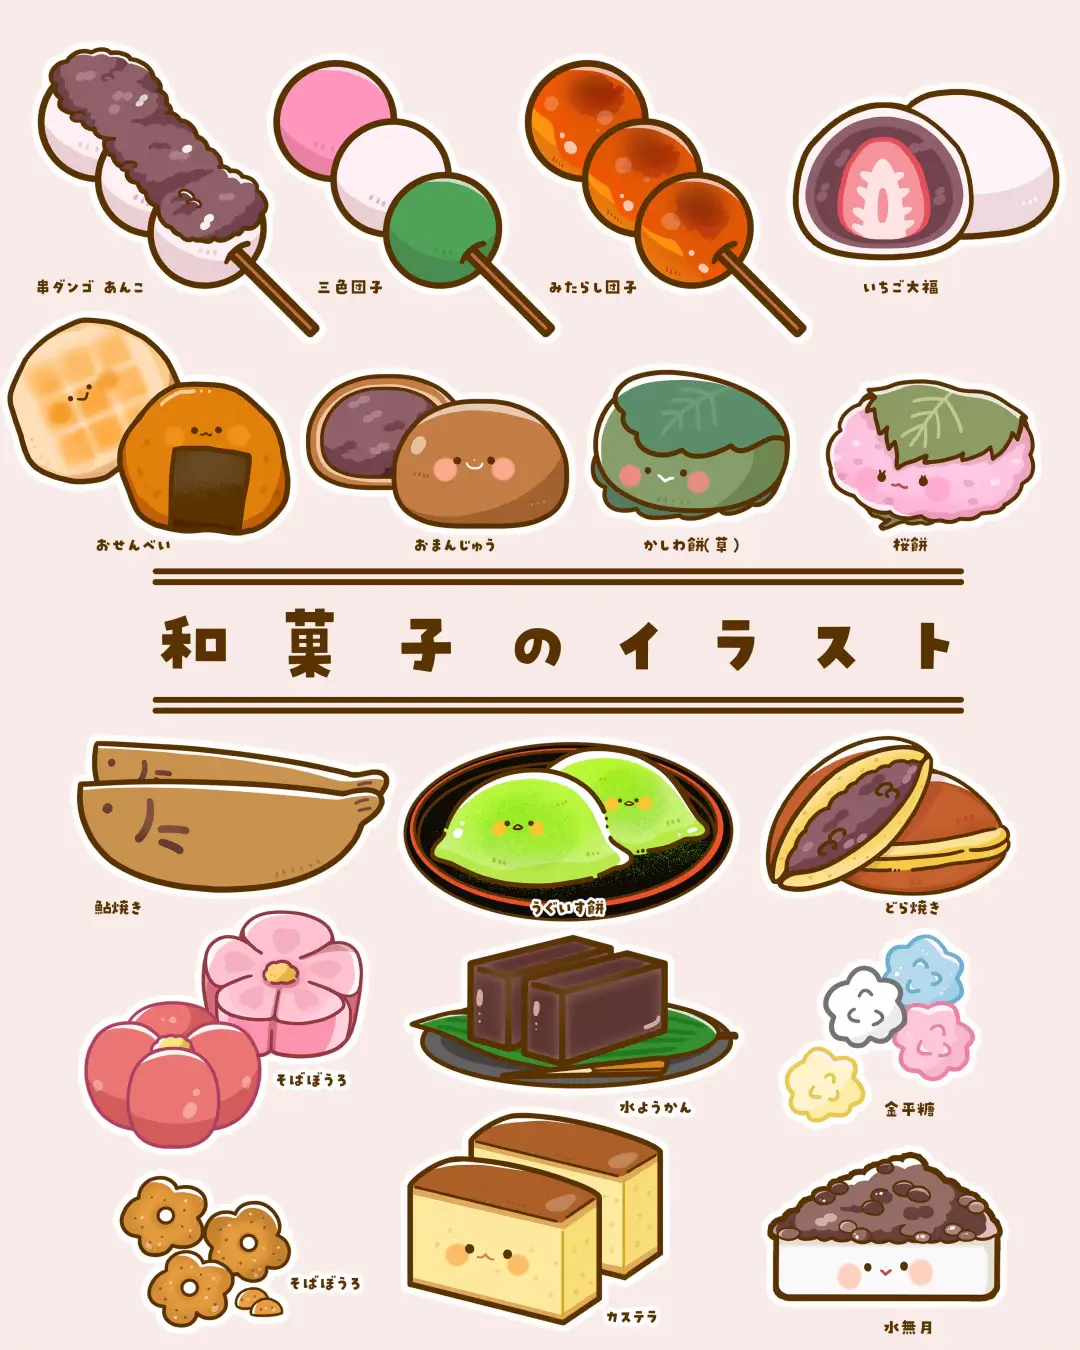 串ダンゴ あんこ
三色団子
みたらし団子
いちご大福
おせんべい
おまんじゅう
かしわ餅(草)
桜餅
和菓子のイラスト
鮎焼き
うぐいす餅
どら焼き
そばぼうろ
水ようかん
金平糖
そばぼうろ
カステラ
水無月